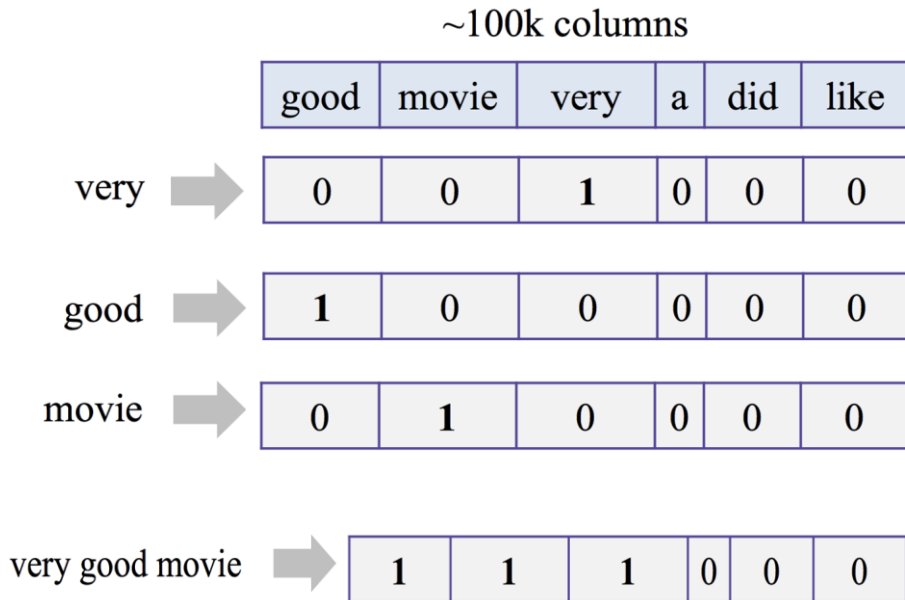 ~100k columns
good movie very a did like
very 0 0 1 0 0 0
good 1 0 0 0 0 0
movie 0 1 0 0 0 0
very good movie 1 1 1 0 0 0